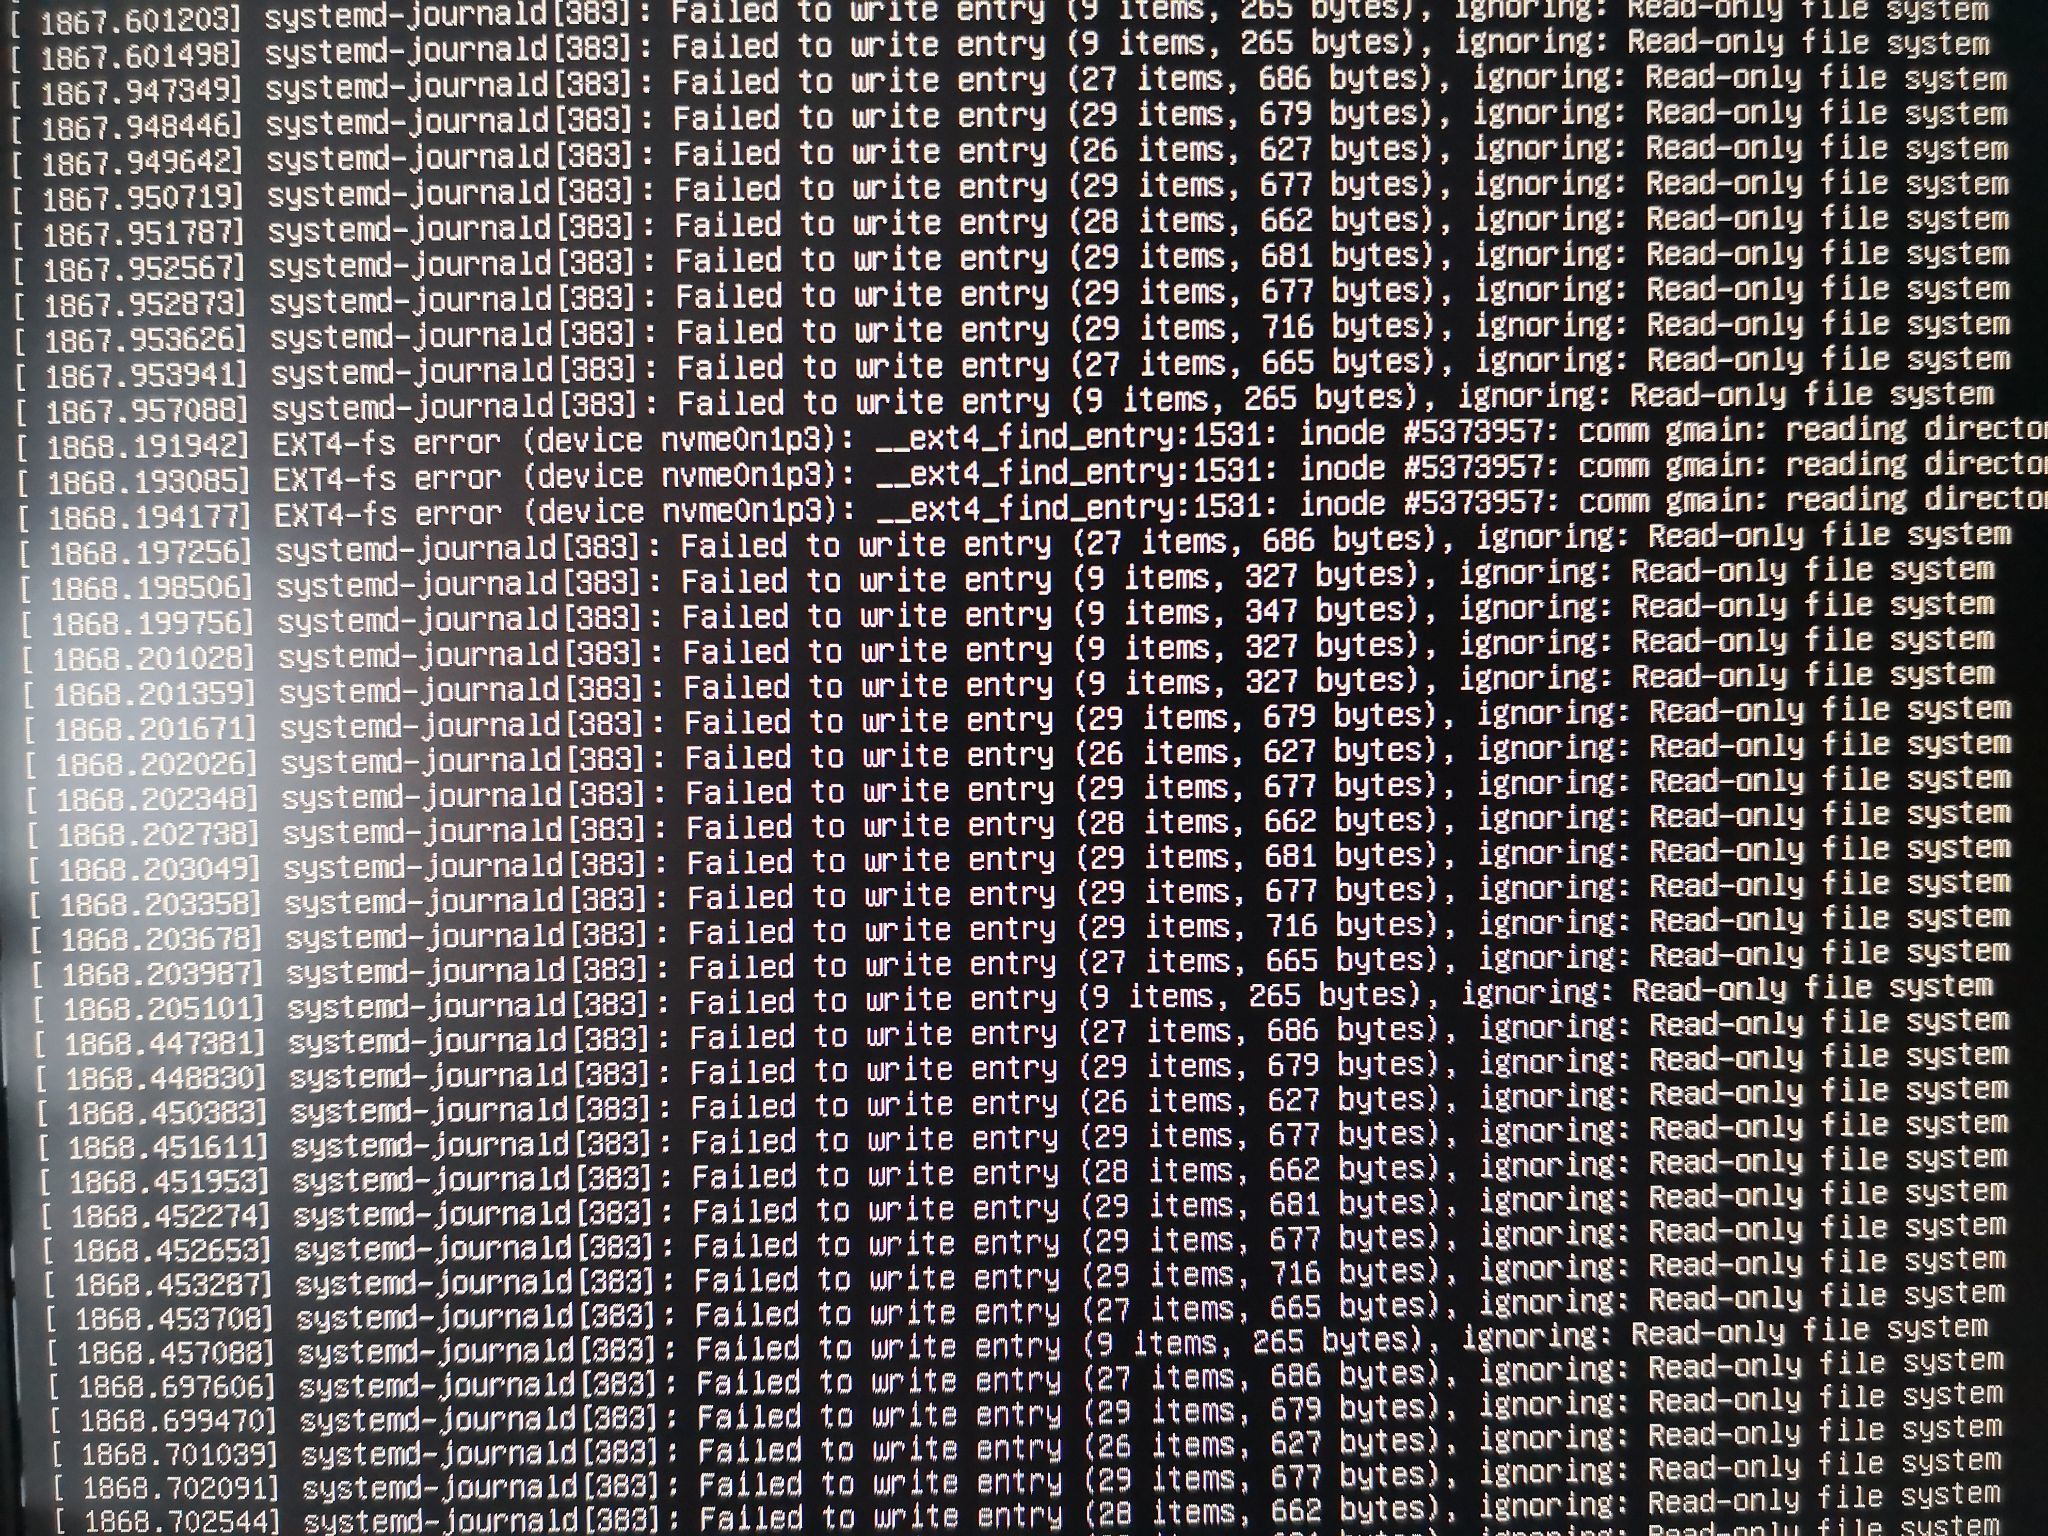 [ 1867.601203] systemd-journald[383]: Failed to write entry (9 items, 265 bytes), ignoring: Read-only file system
[ 1867.601498] systemd-journald[383]: Failed to write entry (9 items, 265 bytes), ignoring: Read-only file system
[ 1867.947349] systemd-journald[383]: Failed to write entry (27 items, 686 bytes), ignoring: Read-only file system
[ 1867.948446] systemd-journald[383]: Failed to write entry (29 items, 679 bytes), ignoring: Read-only file system
[ 1867.949642] systemd-journald[383]: Failed to write entry (26 items, 627 bytes), ignoring: Read-only file system
[ 1867.950719] systemd-journald[383]: Failed to write entry (29 items, 677 bytes), ignoring: Read-only file system
[ 1867.951787] systemd-journald[383]: Failed to write entry (28 items, 662 bytes), ignoring: Read-only file system
[ 1867.952567] systemd-journald[383]: Failed to write entry (29 items, 681 bytes), ignoring: Read-only file system
[ 1867.952873] systemd-journald[383]: Failed to write entry (29 items, 677 bytes), ignoring: Read-only file system
[ 1867.953626] systemd-journald[383]: Failed to write entry (29 items, 716 bytes), ignoring: Read-only file system
[ 1867.953941] systemd-journald[383]: Failed to write entry (27 items, 665 bytes), ignoring: Read-only file system
[ 1867.957088] systemd-journald[383]: Failed to write entry (9 items, 265 bytes), ignoring: Read-only file system
[ 1868.191942] EXT4-fs error (device nvme0n1p3): __ext4_find_entry:1531: inode #5373957: comm gmain: reading director
[ 1868.193085] EXT4-fs error (device nvme0n1p3): __ext4_find_entry:1531: inode #5373957: comm gmain: reading director
[ 1868.194177] EXT4-fs error (device nvme0n1p3): __ext4_find_entry:1531: inode #5373957: comm gmain: reading director
[ 1868.197256] systemd-journald[383]: Failed to write entry (27 items, 686 bytes), ignoring: Read-only file system
[ 1868.198506] systemd-journald[383]: Failed to write entry (9 items, 327 bytes), ignoring: Read-only file system
[ 1868.199756] systemd-journald[383]: Failed to write entry (9 items, 347 bytes), ignoring: Read-only file system
[ 1868.201028] systemd-journald[383]: Failed to write entry (9 items, 327 bytes), ignoring: Read-only file system
[ 1868.201359] systemd-journald[383]: Failed to write entry (9 items, 327 bytes), ignoring: Read-only file system
[ 1868.201671] systemd-journald[383]: Failed to write entry (29 items, 679 bytes), ignoring: Read-only file system
[ 1868.202026] systemd-journald[383]: Failed to write entry (26 items, 627 bytes), ignoring: Read-only file system
[ 1868.202348] systemd-journald[383]: Failed to write entry (29 items, 677 bytes), ignoring: Read-only file system
[ 1868.202738] systemd-journald[383]: Failed to write entry (28 items, 662 bytes), ignoring: Read-only file system
[ 1868.203049] systemd-journald[383]: Failed to write entry (29 items, 681 bytes), ignoring: Read-only file system
[ 1868.203358] systemd-journald[383]: Failed to write entry (29 items, 677 bytes), ignoring: Read-only file system
[ 1868.203678] systemd-journald[383]: Failed to write entry (29 items, 716 bytes), ignoring: Read-only file system
[ 1868.203987] systemd-journald[383]: Failed to write entry (27 items, 665 bytes), ignoring: Read-only file system
[ 1868.205101] systemd-journald[383]: Failed to write entry (9 items, 265 bytes), ignoring: Read-only file system
[ 1868.447381] systemd-journald[383]: Failed to write entry (27 items, 686 bytes), ignoring: Read-only file system
[ 1868.448830] systemd-journald[383]: Failed to write entry (29 items, 679 bytes), ignoring: Read-only file system
[ 1868.450383] systemd-journald[383]: Failed to write entry (26 items, 627 bytes), ignoring: Read-only file system
[ 1868.451611] systemd-journald[383]: Failed to write entry (29 items, 677 bytes), ignoring: Read-only file system
[ 1868.451953] systemd-journald[383]: Failed to write entry (28 items, 662 bytes), ignoring: Read-only file system
[ 1868.452274] systemd-journald[383]: Failed to write entry (29 items, 681 bytes), ignoring: Read-only file system
[ 1868.452653] systemd-journald[383]: Failed to write entry (29 items, 677 bytes), ignoring: Read-only file system
[ 1868.453287] systemd-journald[383]: Failed to write entry (29 items, 716 bytes), ignoring: Read-only file system
[ 1868.453708] systemd-journald[383]: Failed to write entry (27 items, 665 bytes), ignoring: Read-only file system
[ 1868.457088] systemd-journald[383]: Failed to write entry (9 items, 265 bytes), ignoring: Read-only file system
[ 1868.697606] systemd-journald[383]: Failed to write entry (27 items, 686 bytes), ignoring: Read-only file system
[ 1868.699470] systemd-journald[383]: Failed to write entry (29 items, 679 bytes), ignoring: Read-only file system
[ 1868.701039] systemd-journald[383]: Failed to write entry (26 items, 627 bytes), ignoring: Read-only file system
[ 1868.702091] systemd-journald[383]: Failed to write entry (29 items, 677 bytes), ignoring: Read-only file system
[ 1868.702544] systemd-journald[383]: Failed to write entry (28 items, 662 bytes), ignoring: Read-only file system